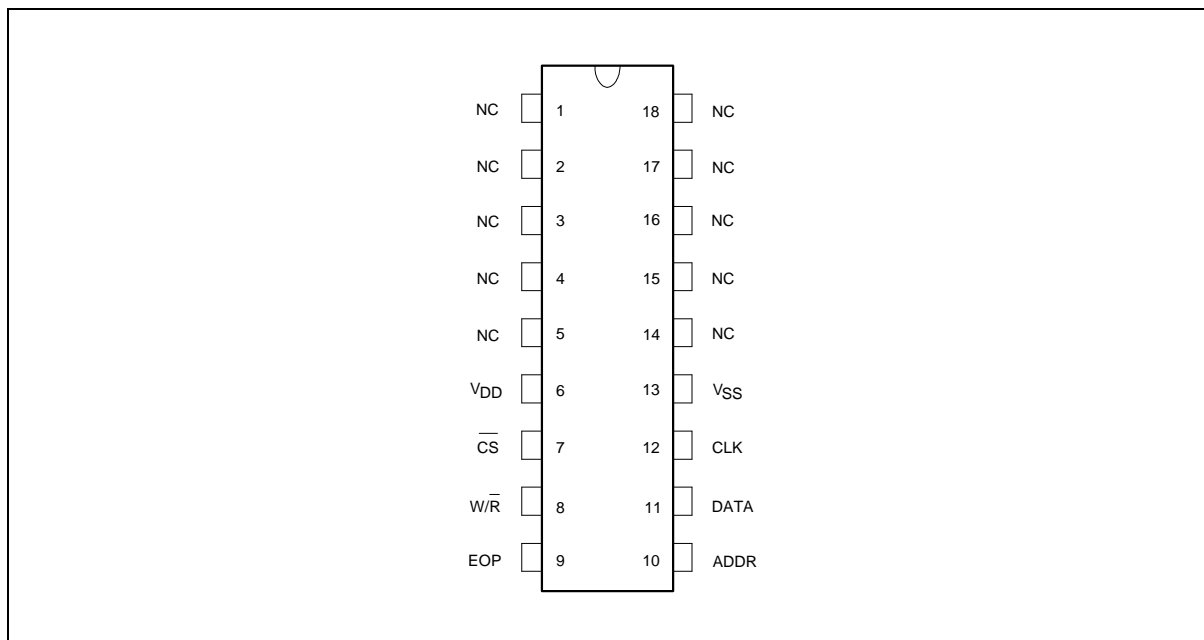 NC 1 18 NC
NC 2 17 NC
NC 3 16 NC
NC 4 15 NC
NC 5 14 NC
VDD 6 13 VSS
C̅S̅ 7 12 CLK
W/R̅ 8 11 DATA
EOP 9 10 ADDR